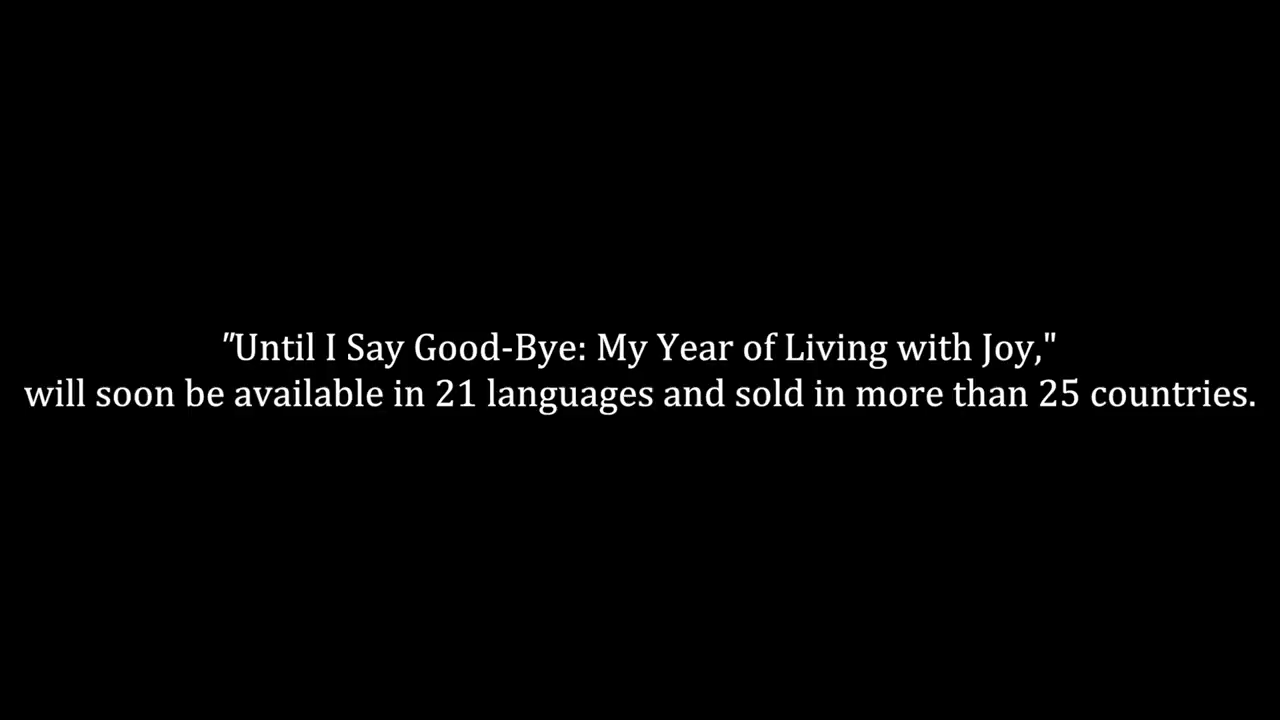 "Until I Say Good-Bye: My Year of Living with Joy,"
will soon be available in 21 languages and sold in more than 25 countries.